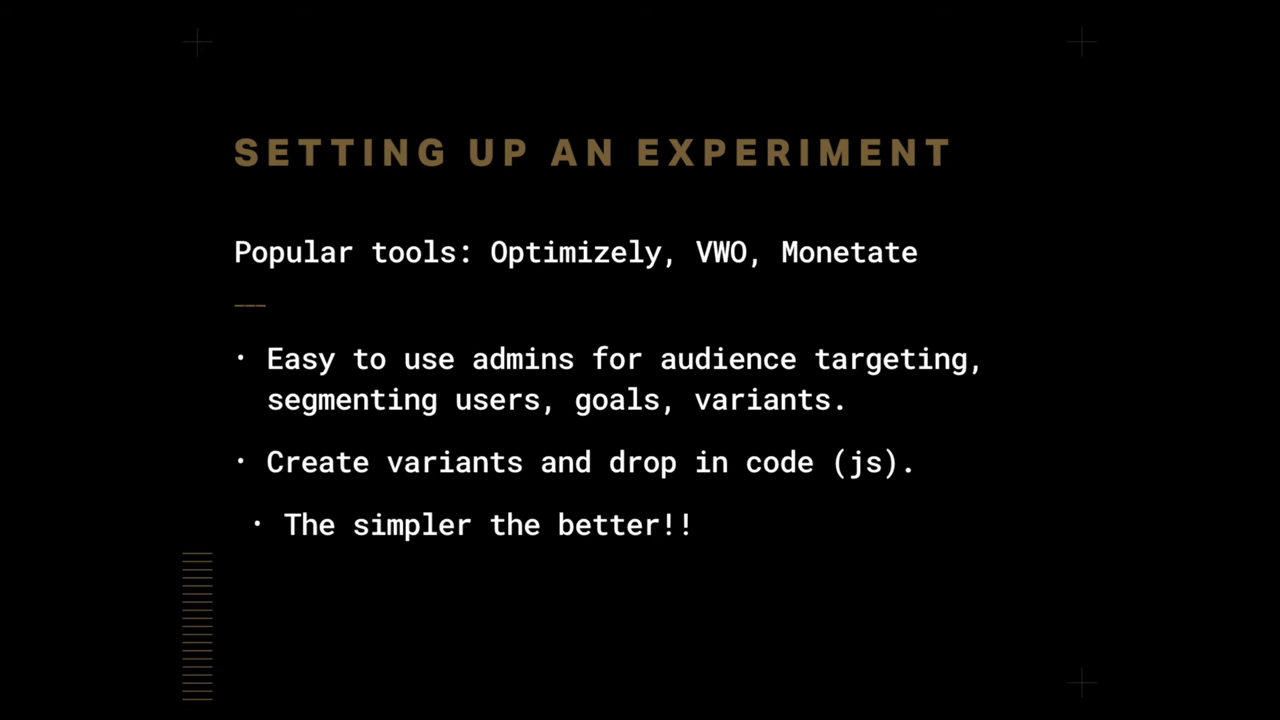 SETTING UP AN EXPERIMENT
Popular tools: Optimizely, VWO, Monetate
———
· Easy to use admins for audience targeting,
segmenting users, goals, variants.
· Create variants and drop in code (js).
· The simpler the better!!